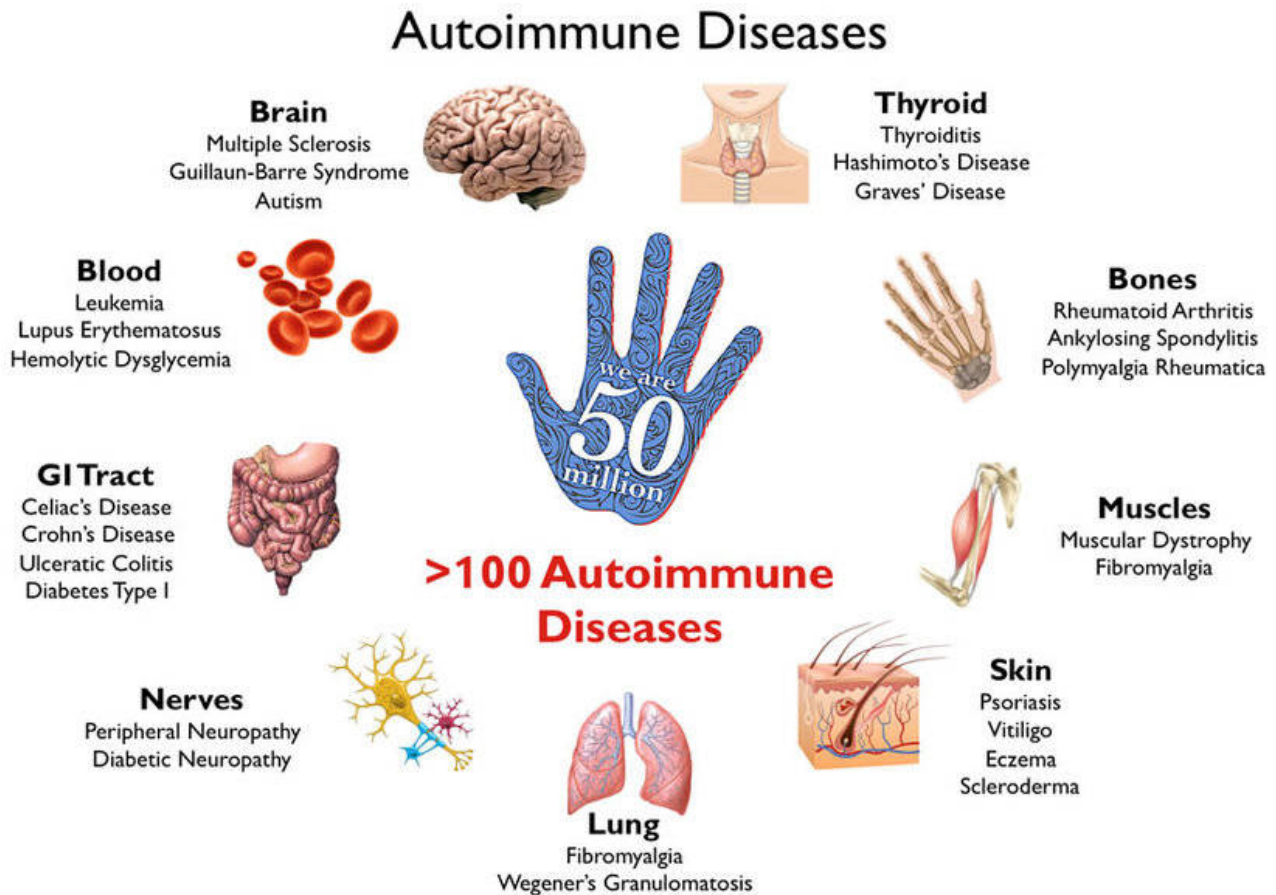 Autoimmune Diseases
Brain
Multiple Sclerosis
Guillaun-Barre Syndrome
Autism
Thyroid
Thyroiditis
Hashimoto's Disease
Graves' Disease
Blood
Leukemia
Lupus Erythematosus
Hemolytic Dysglycemia
Bones
Rheumatoid Arthritis
Ankylosing Spondylitis
Polymyalgia Rheumatica
we are
50
million
GI Tract
Celiac's Disease
Crohn's Disease
Ulceratic Colitis
Diabetes Type I
Muscles
Muscular Dystrophy
Fibromyalgia
>100 Autoimmune
Diseases
Nerves
Peripheral Neuropathy
Diabetic Neuropathy
Skin
Psoriasis
Vitiligo
Eczema
Scleroderma
Lung
Fibromyalgia
Wegener's Granulomatosis